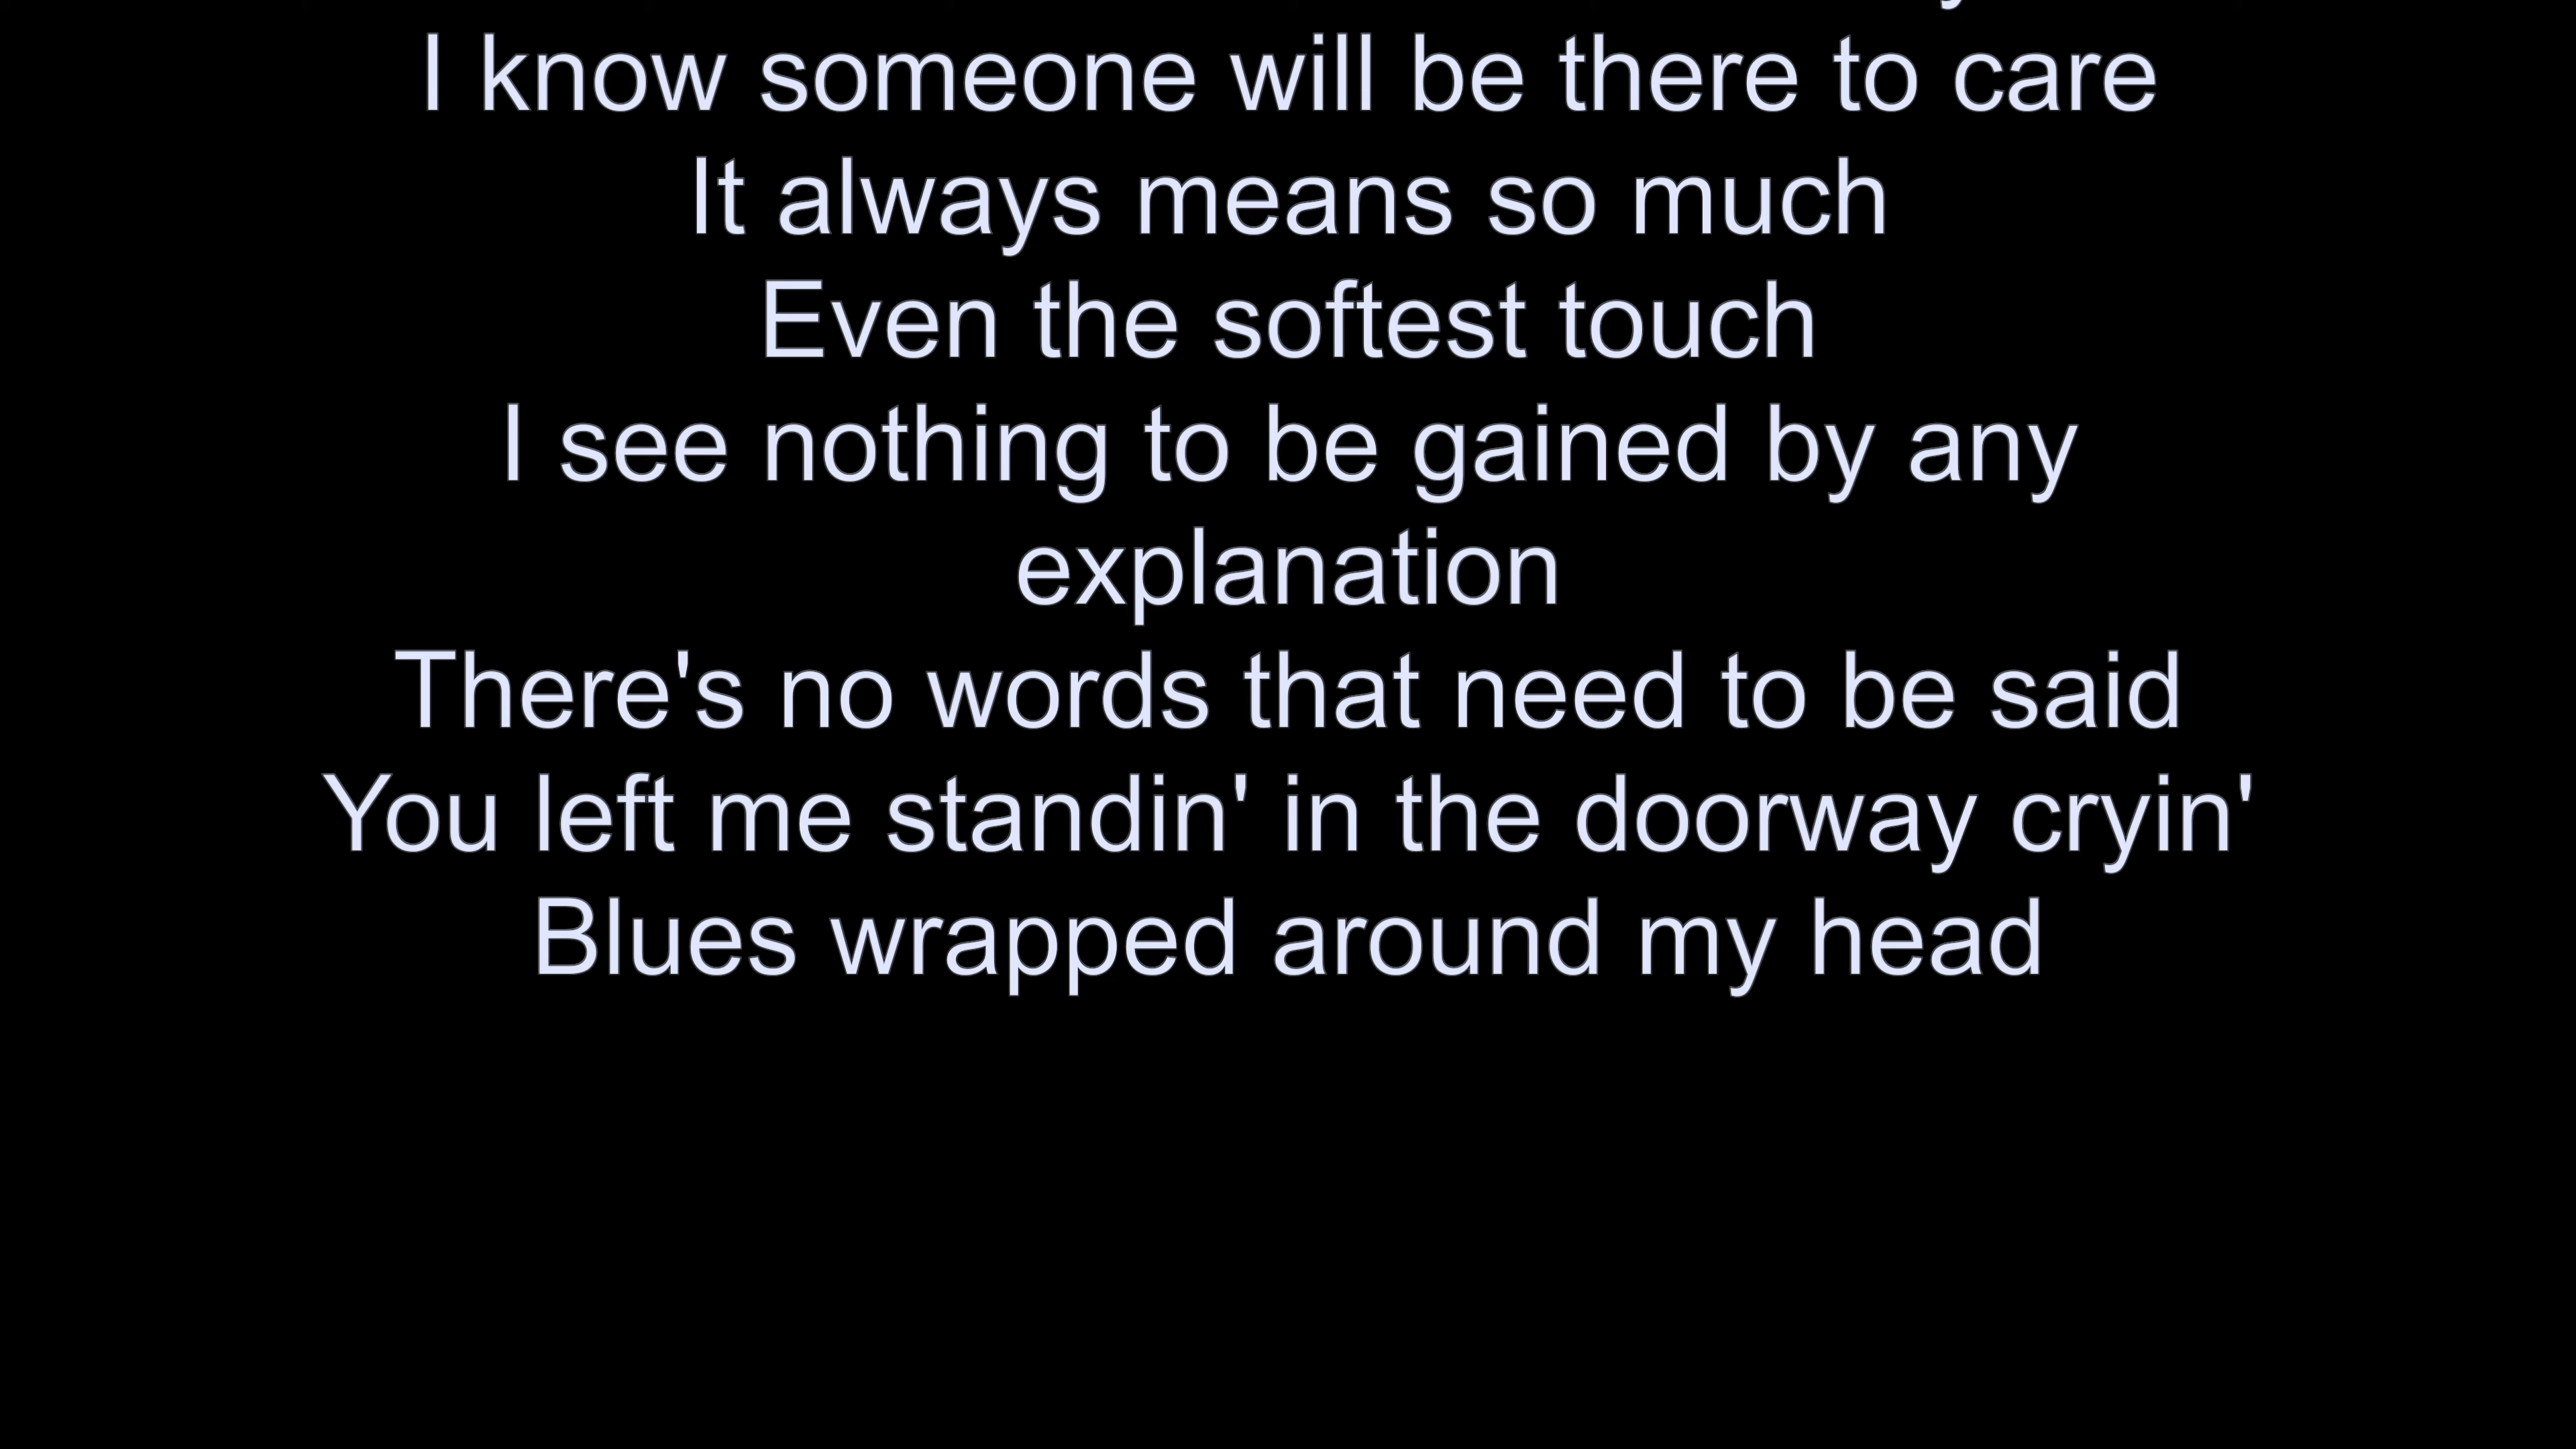 I know someone will be there to care
It always means so much
Even the softest touch
I see nothing to be gained by any
explanation
There's no words that need to be said
You left me standin' in the doorway cryin'
Blues wrapped around my head